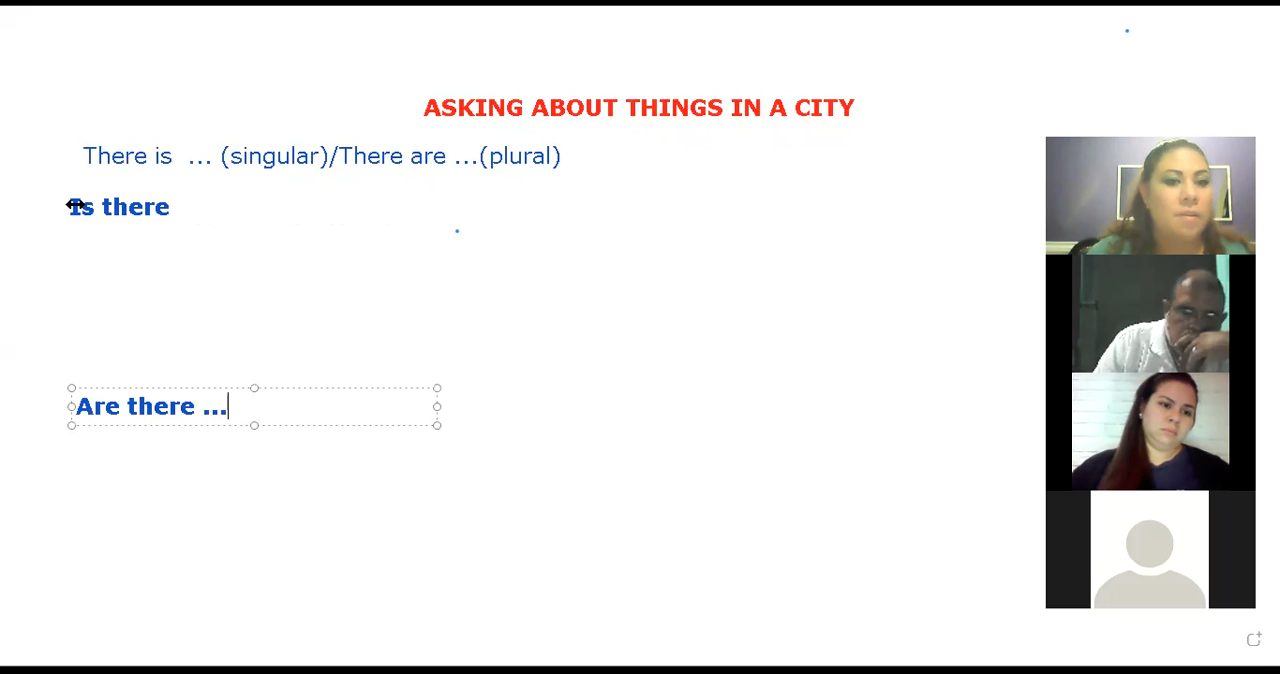 ASKING ABOUT THINGS IN A CITY
There is ... (singular)/There are ...(plural)
Is there
Are there ...